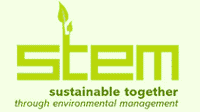 stem
sustainable together
through environmental management